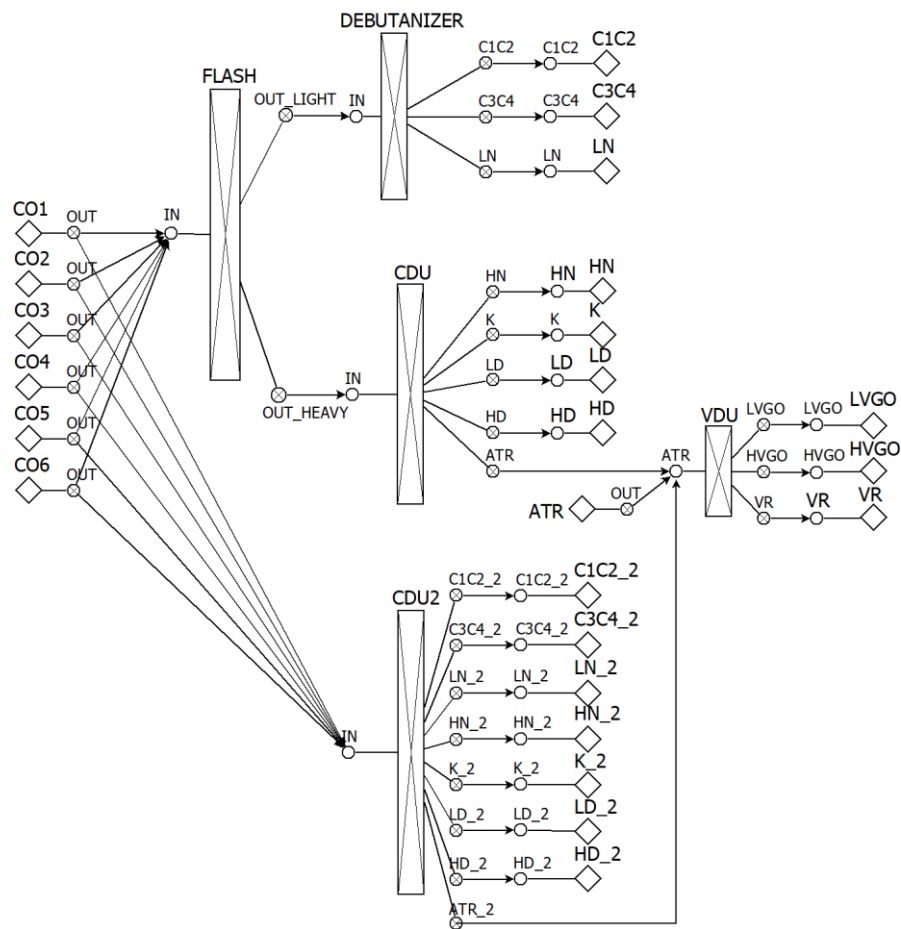 DEBUTANIZER
C1C2 C1C2 C1C2
FLASH
OUT_LIGHT IN C3C4 C3C4 C3C4
LN LN LN
CO1 OUT IN
CO2 OUT
CO3 OUT
CO4 OUT
CO5 OUT
CO6 OUT
CDU
HN HN HN
K K K
LD LD LD
OUT_HEAVY IN
HD HD HD
ATR
ATR OUT
ATR VDU
LVGO LVGO LVGO
HVGO HVGO HVGO
VR VR VR
CDU2
C1C2_2 C1C2_2 C1C2_2
C3C4_2 C3C4_2 C3C4_2
LN_2 LN_2 LN_2
IN HN_2 HN_2 HN_2
K_2 K_2 K_2
LD_2 LD_2 LD_2
HD_2 HD_2 HD_2
ATR_2